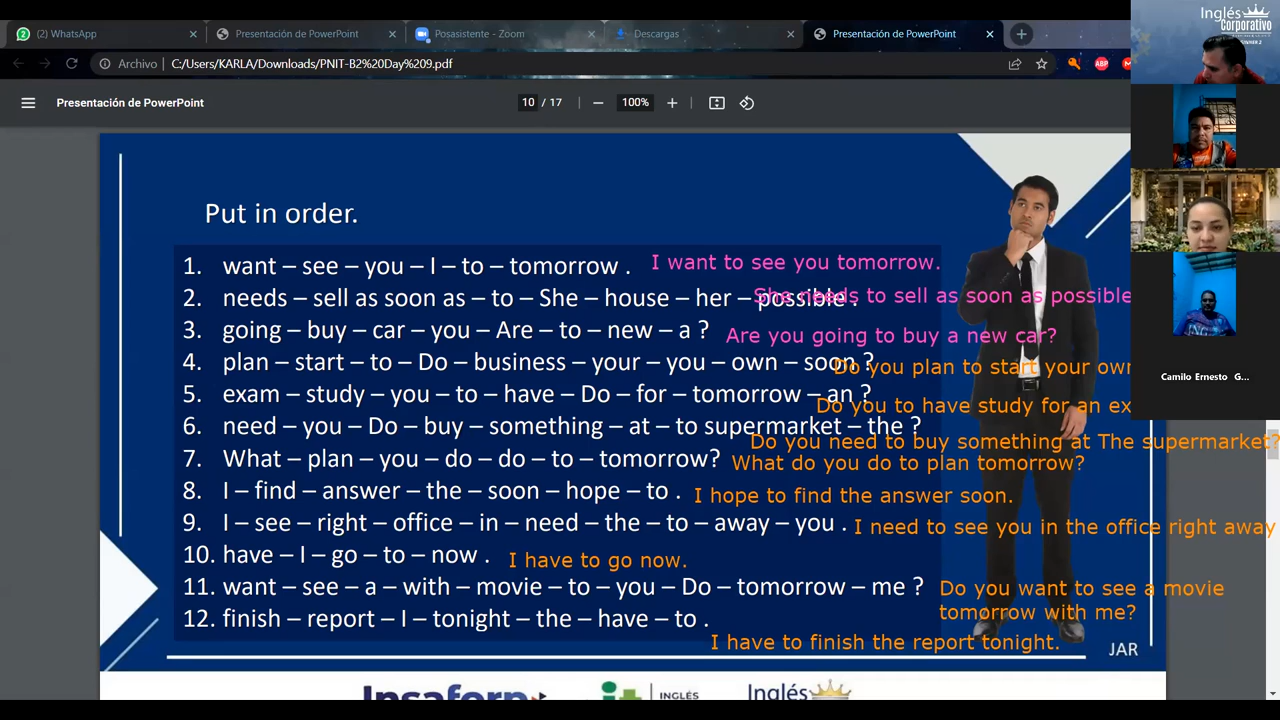 (2) WhatsApp
Presentación de PowerPoint
Posasistente - Zoom
Descargas
Presentación de PowerPoint
Archivo
C:/Users/KARLA/Downloads/PNIT-B2%20Day%209.pdf
ABP
Presentación de PowerPoint
10 / 17
100%
Inglés
Corporativo
Camilo Ernesto G...
Put in order.
1. want – see – you – I – to – tomorrow . I want to see you tomorrow.
2. needs – sell as soon as – to – She – house – her – possible . She needs to sell as soon as possible
3. going – buy – car – you – Are – to – new – a ? Are you going to buy a new car?
4. plan – start – to – Do – business – your – you – own – soon ? Do you plan to start your own
5. exam – study – you – to – have – Do – for – tomorrow – an ? Do you to have study for an ex
6. need – you – Do – buy – something – at – to supermarket – the ? Do you need to buy something at The supermarket?
7. What – plan – you – do – do – to – tomorrow? What do you do to plan tomorrow?
8. I – find – answer – the – soon – hope – to . I hope to find the answer soon.
9. I – see – right – office – in – need – the – to – away – you . I need to see you in the office right away
10. have – I – go – to – now . I have to go now.
11. want – see – a – with – movie – to – you – Do – tomorrow – me ? Do you want to see a movie
tomorrow with me?
12. finish – report – I – tonight – the – have – to .
I have to finish the report tonight.
JAR
Insaforp
INGLÉS
Inglés